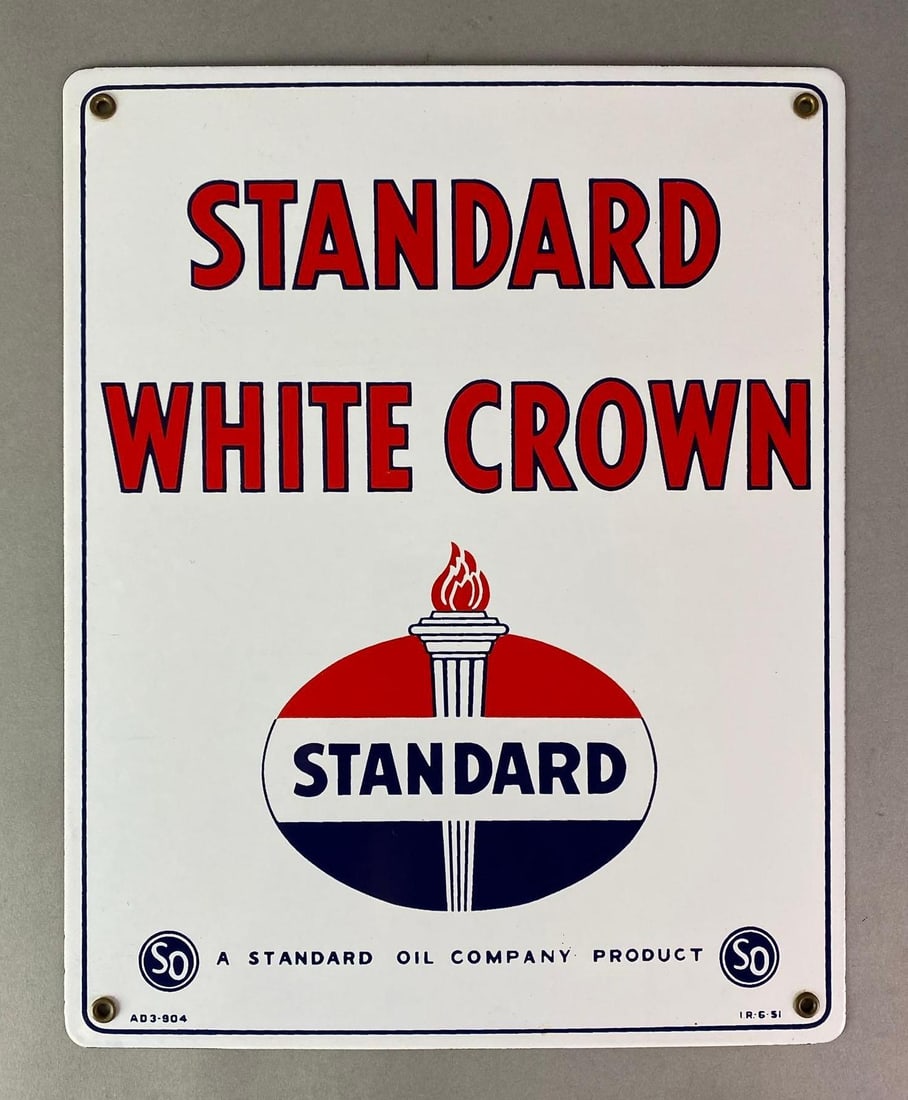 STANDARD
WHITE CROWN
STANDARD
SO A STANDARD OIL COMPANY PRODUCT SO
AD3-904 IR-6-51